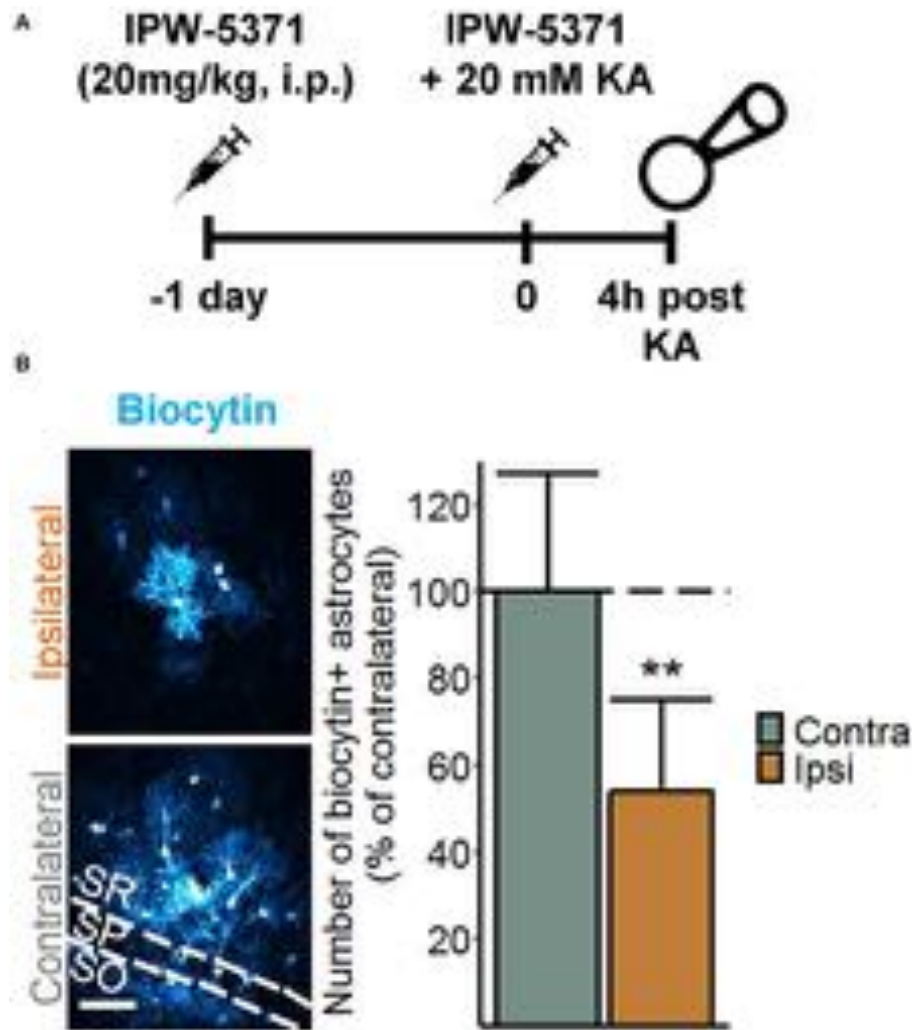 A
IPW-5371
(20mg/kg, i.p.)
IPW-5371
+ 20 mM KA
-1 day
0
4h post
KA
B
Biocytin
Ipsilateral
Contralateral
SR
SP
SO
Number of biocytin+ astrocytes
(% of contralateral)
120
100
80
60
40
20
**
Contra
Ipsi